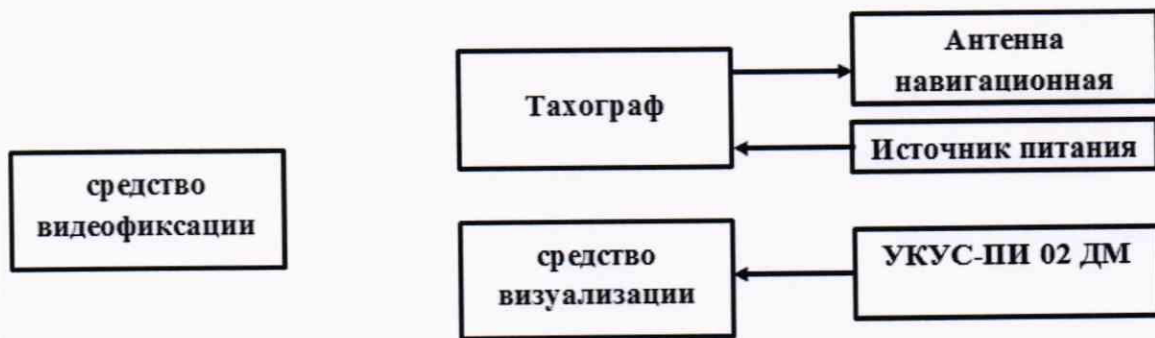 Антенна
навигационная
Тахограф
Источник питания
средство
видеофиксации
средство
визуализации
УКУС-ПИ 02 ДМ